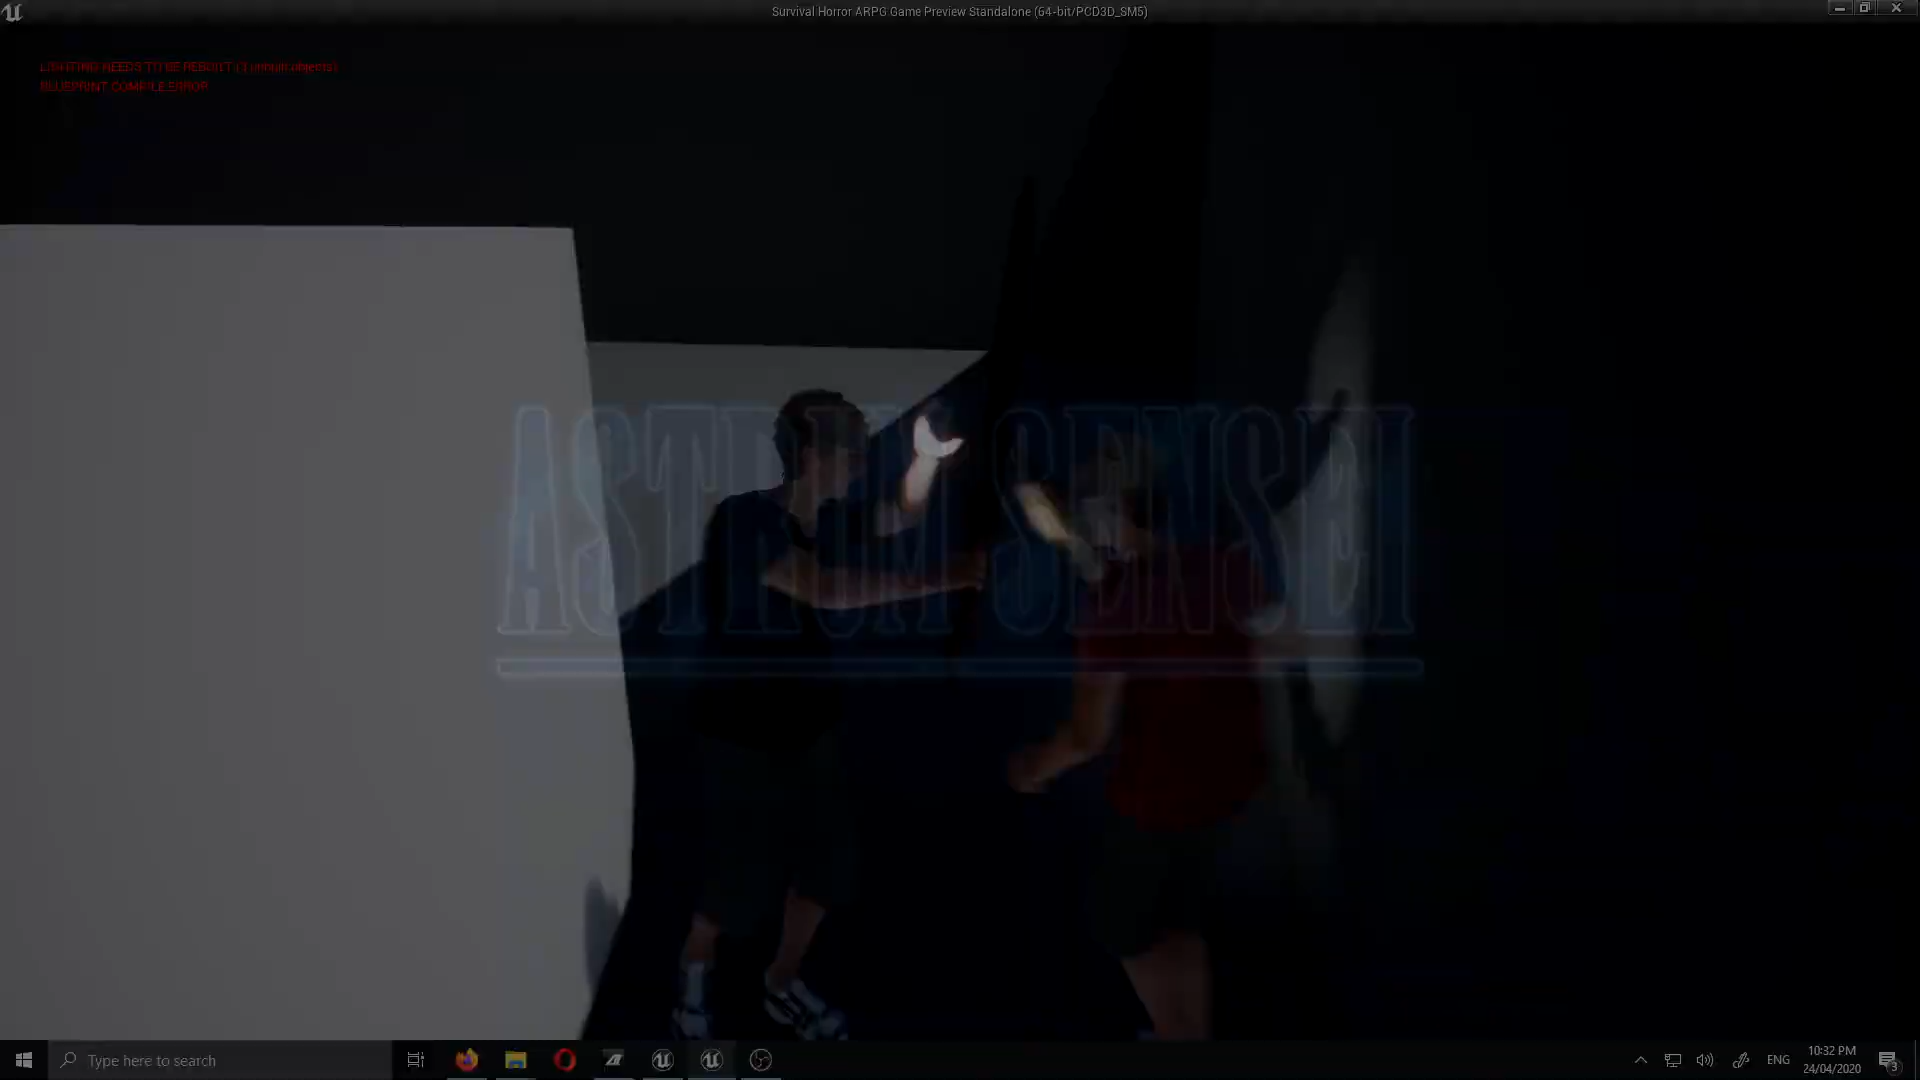 Survival Horror ARPG Game Preview Standalone (64-bit/PCD3D_SM5)
LIGHTING NEEDS TO BE REBUILT (1 unbuilt objects)
BLUEPRINT COMPILE ERROR
ASTRUM SENSEI
Type here to search
ENG
10:32 PM
24/04/2020
3